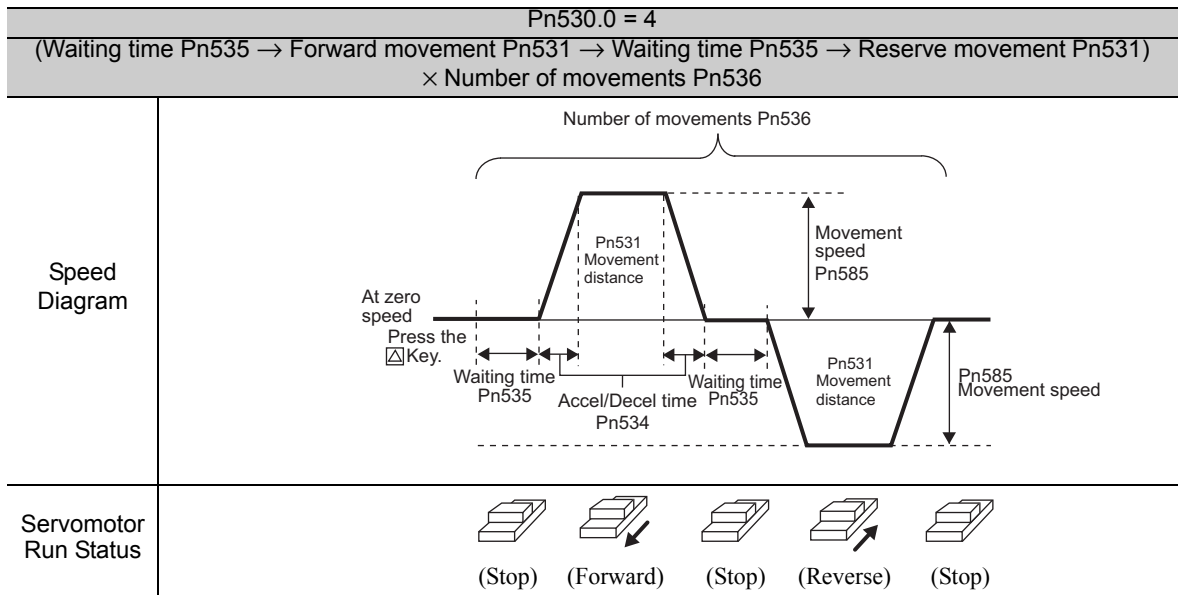 Pn530.0 = 4
(Waiting time Pn535 → Forward movement Pn531 → Waiting time Pn535 → Reserve movement Pn531)
× Number of movements Pn536
Speed
Diagram
Number of movements Pn536
Movement
speed
Pn585
Pn531
Movement
distance
At zero
speed
Press the
△Key.
Waiting time
Pn535
Accel/Decel time
Pn534
Waiting time
Pn535
Pn531
Movement
distance
Pn585
Movement speed
Servomotor
Run Status
(Stop) (Forward) (Stop) (Reverse) (Stop)